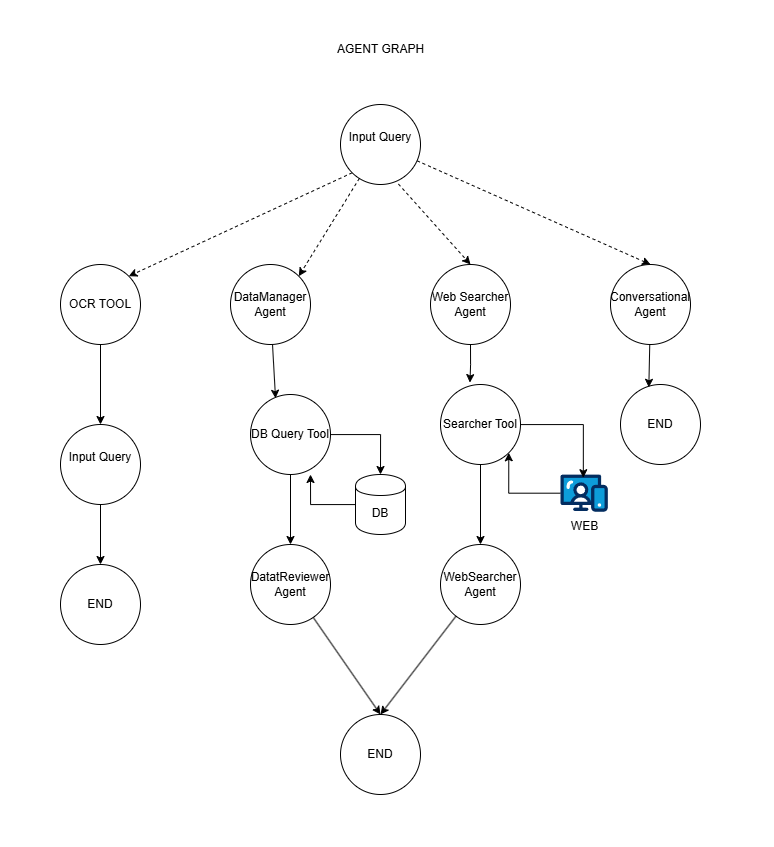 AGENT GRAPH
Input Query
OCR TOOL
DataManager
Agent
Web Searcher
Agent
Conversational
Agent
Input Query
DB Query Tool
Searcher Tool
END
DB
WEB
END
DatatReviewer
Agent
WebSearcher
Agent
END